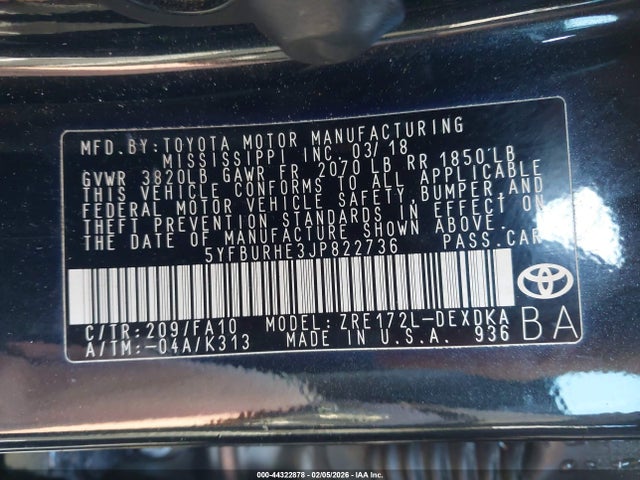 MFD. BY: TOYOTA MOTOR MANUFACTURING
MISSISSIPPI INC. 03/18
GVWR 3820LB GAWR FR 2070 LB RR 1850 LB
THIS VEHICLE CONFORMS TO ALL APPLICABLE
FEDERAL MOTOR VEHICLE SAFETY, BUMPER, AND
THEFT PREVENTION STANDARDS IN EFFECT ON
THE DATE OF MANUFACTURE SHOWN ABOVE.
5YFBURHE3JP822736 PASS. CAR
C/TR: 209/FA10 MODEL: ZRE172L-DEXDKA
A/TM: -04A/K313 MADE IN U.S.A. 936
BA
000-44322878 - 02/05/2026 - IAA Inc.